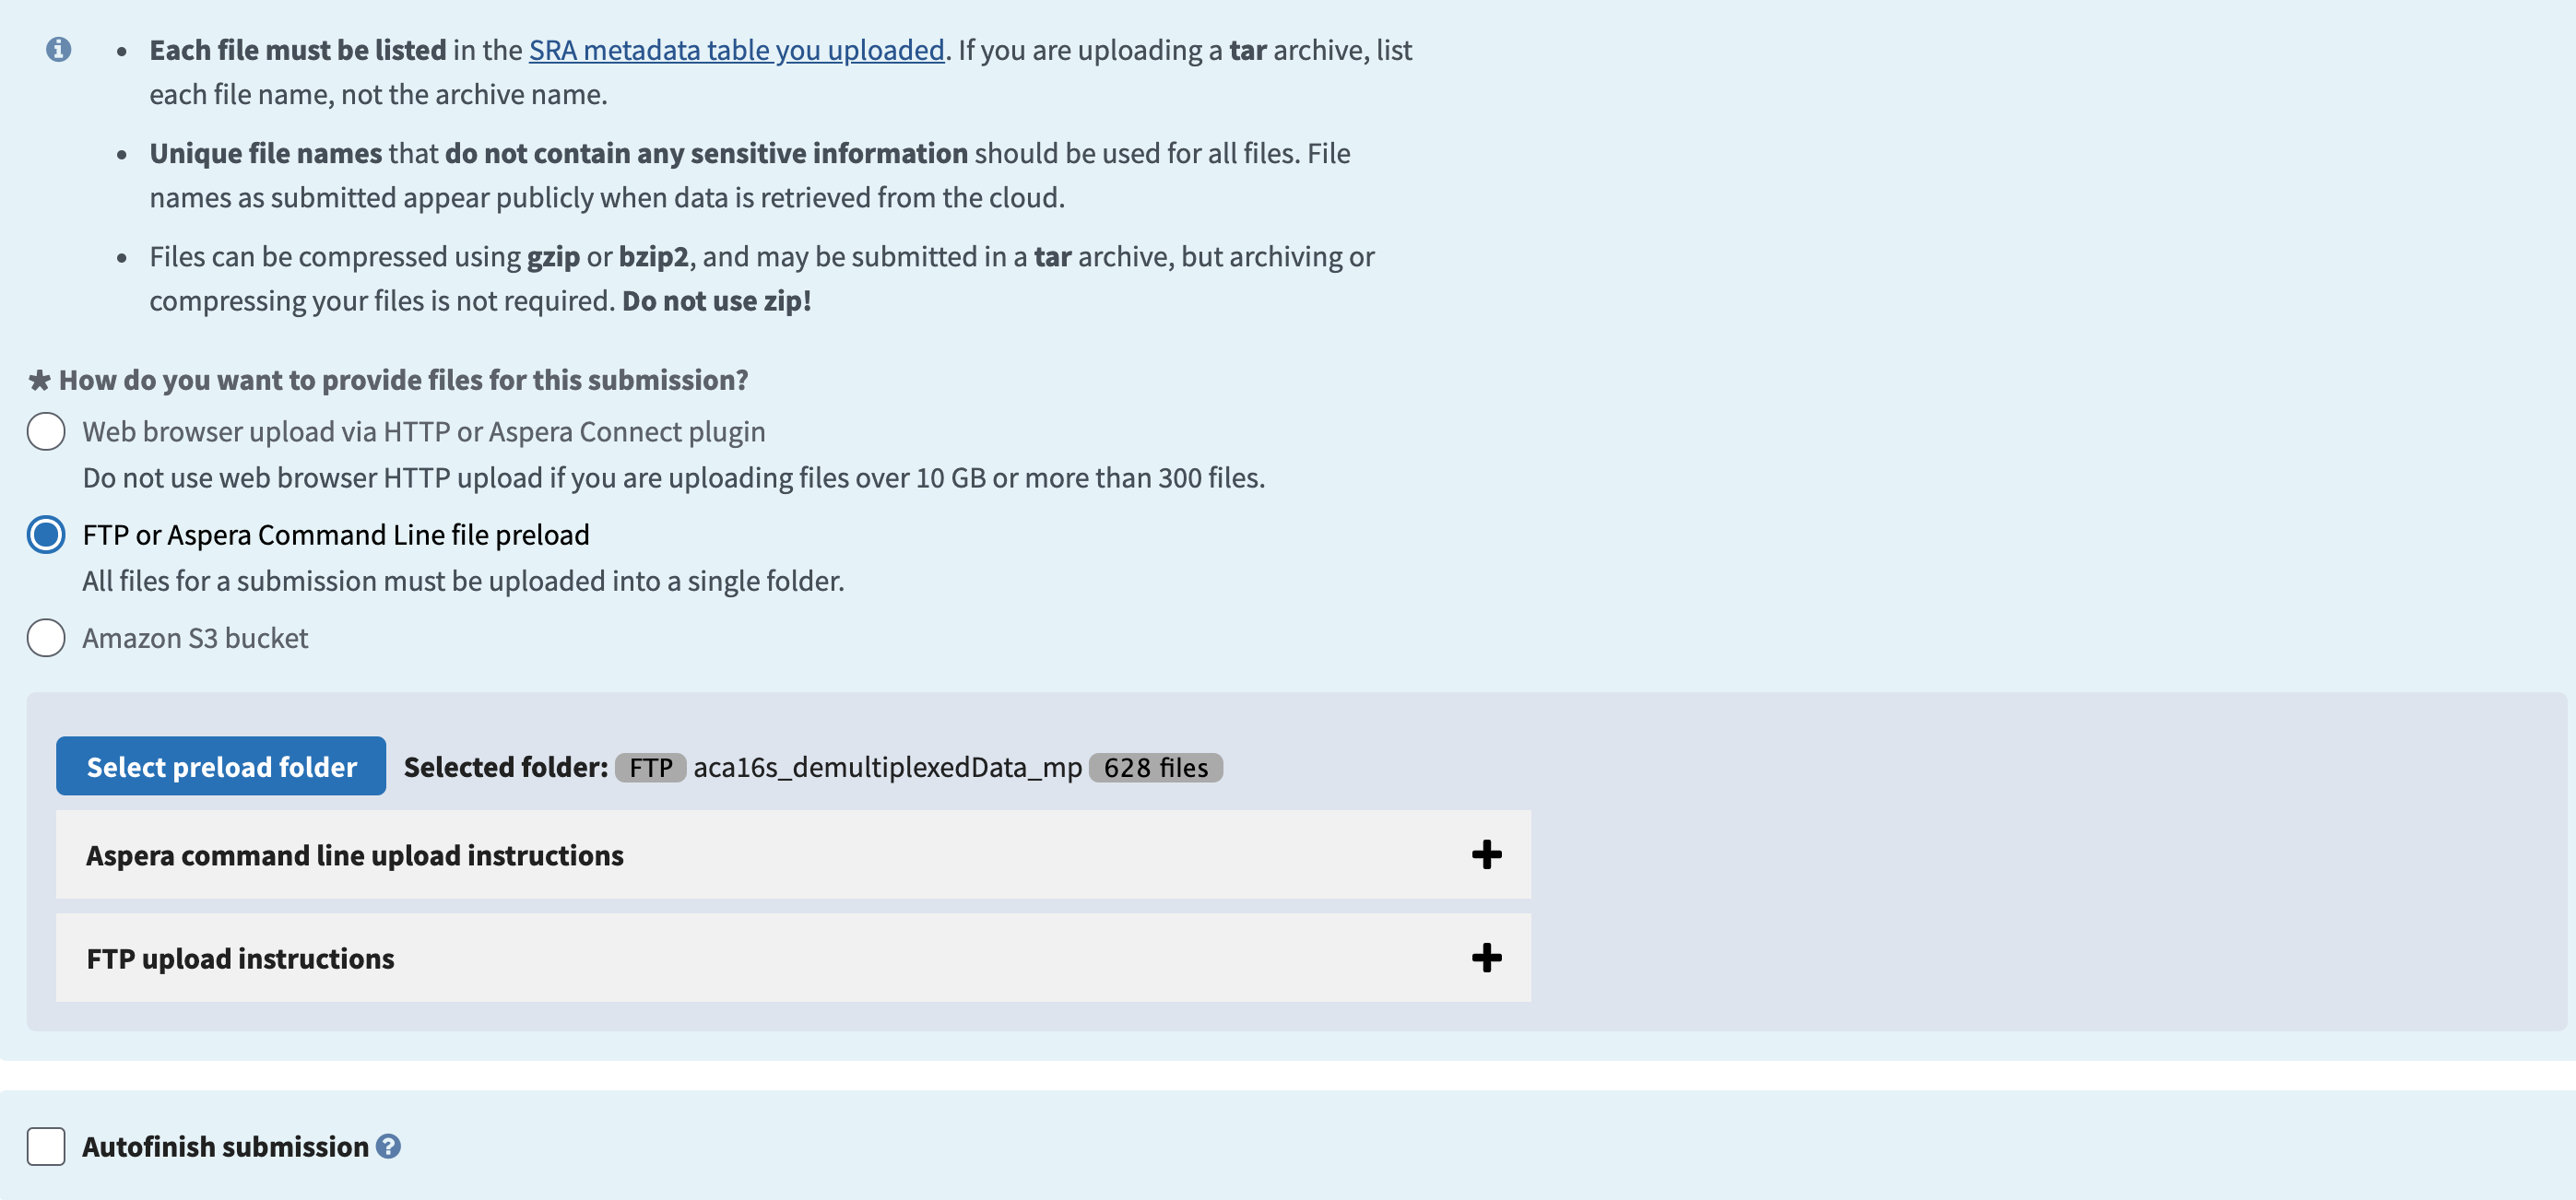 Each file must be listed in the SRA metadata table you uploaded. If you are uploading a tar archive, list
each file name, not the archive name.
Unique file names that do not contain any sensitive information should be used for all files. File
names as submitted appear publicly when data is retrieved from the cloud.
Files can be compressed using gzip or bzip2, and may be submitted in a tar archive, but archiving or
compressing your files is not required. Do not use zip!
* How do you want to provide files for this submission?
Web browser upload via HTTP or Aspera Connect plugin
Do not use web browser HTTP upload if you are uploading files over 10 GB or more than 300 files.
FTP or Aspera Command Line file preload
All files for a submission must be uploaded into a single folder.
Amazon S3 bucket
Select preload folder Selected folder: FTP aca16s_demultiplexedData_mp 628 files
Aspera command line upload instructions
FTP upload instructions
Autofinish submission